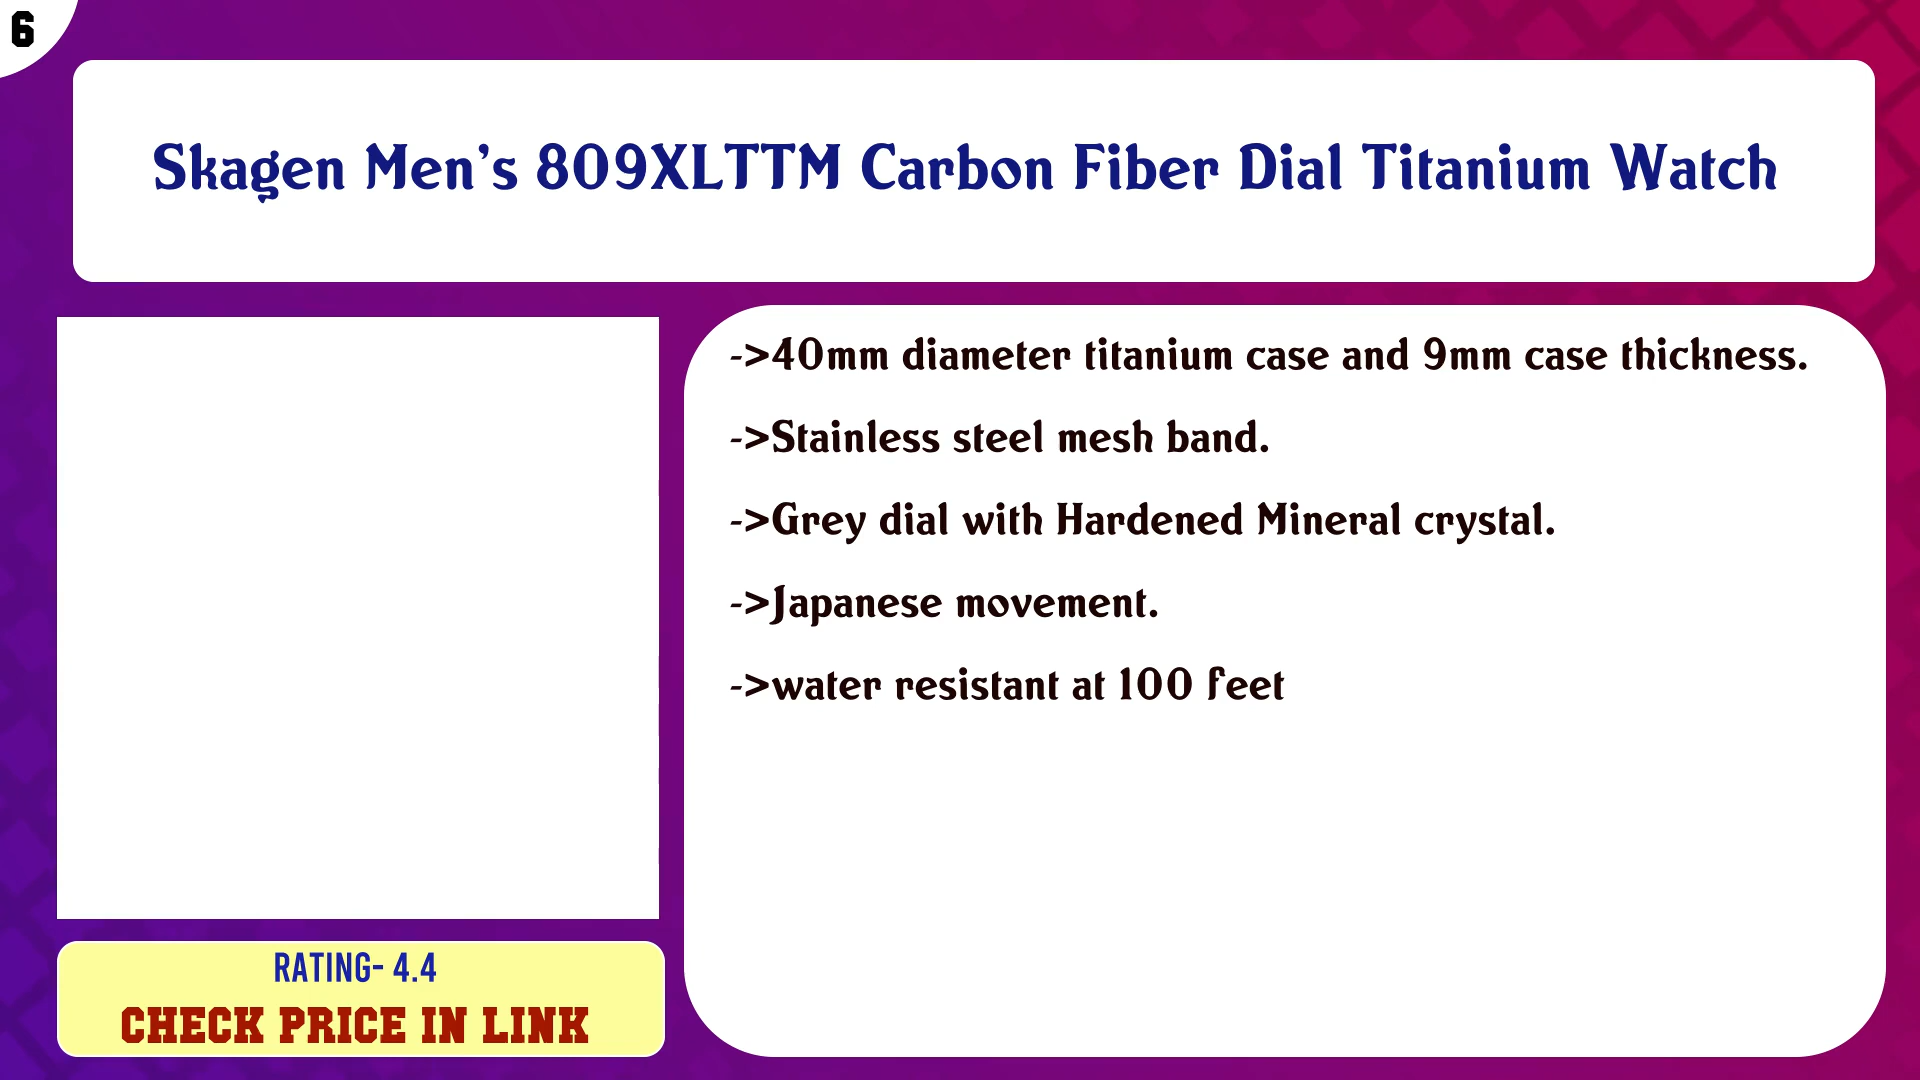 6
Skagen Men's 809XLTTM Carbon Fiber Dial Titanium Watch
->40mm diameter titanium case and 9mm case thickness.
->Stainless steel mesh band.
->Grey dial with Hardened Mineral crystal.
->Japanese movement.
->water resistant at 100 feet
RATING- 4.4
CHECK PRICE IN LINK